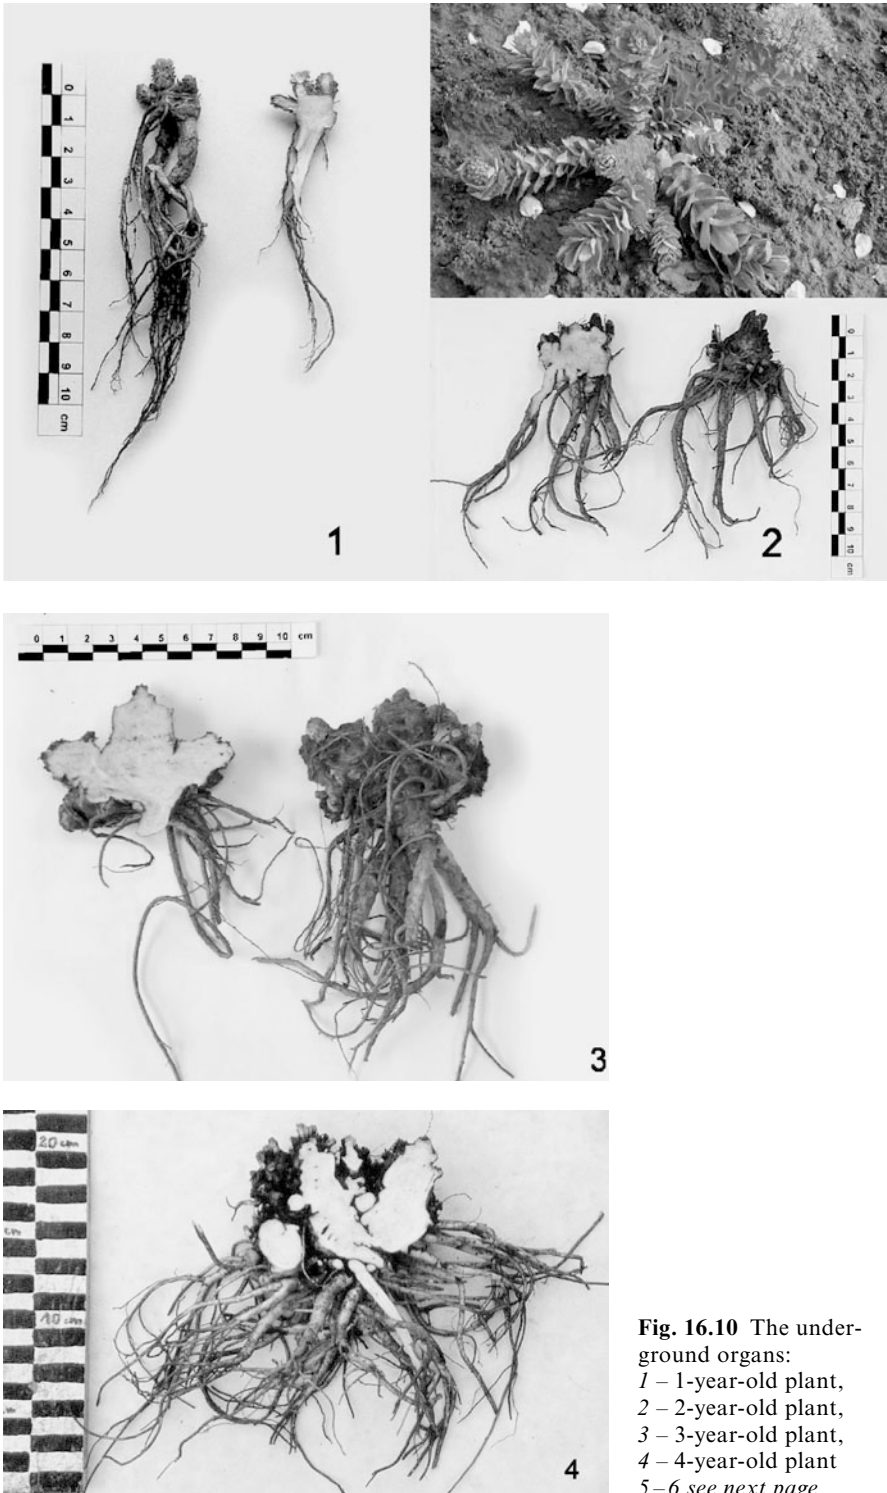 0
1
2
3
4
5
6
7
8
9
10
cm
1
0
1
2
3
4
5
6
7
8
9
10
cm
2
0 1 2 3 4 5 6 7 8 9 10 cm
3
20 cm
cm
10 cm
4
Fig. 16.10 The under-
ground organs:
1 – 1-year-old plant,
2 – 2-year-old plant,
3 – 3-year-old plant,
4 – 4-year-old plant
5–6 see next page